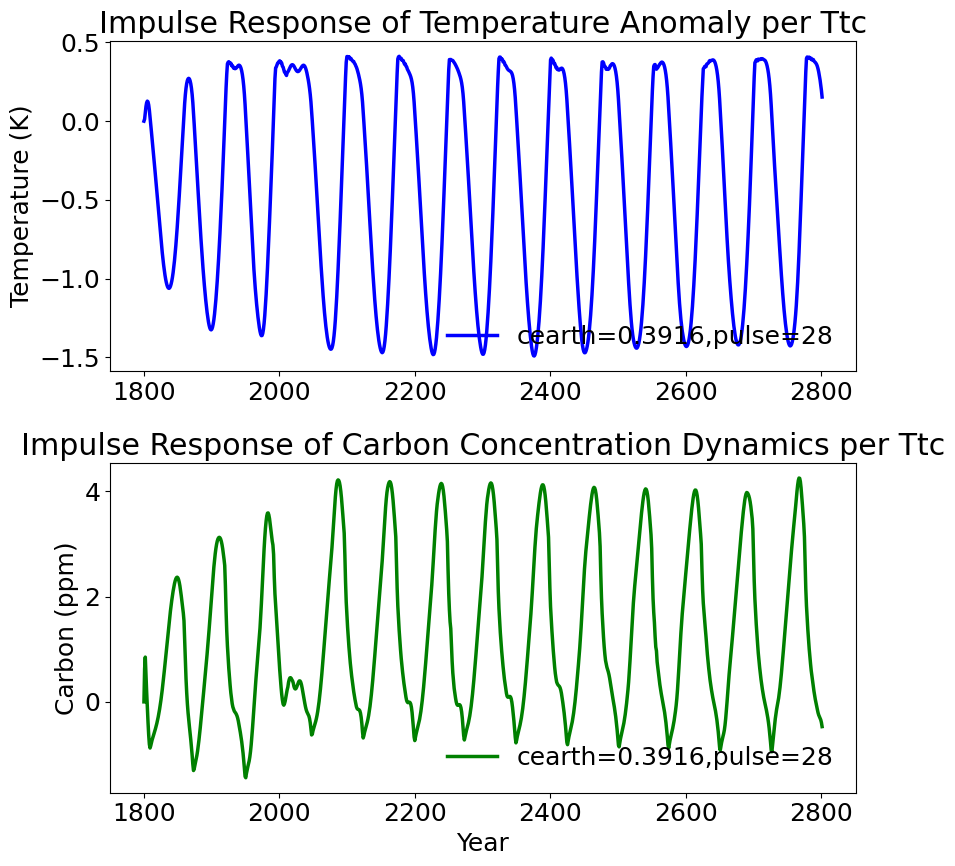 Impulse Response of Temperature Anomaly per Ttc
0.5
0.0
−0.5
−1.0
−1.5
Temperature (K)
cearth=0.3916,pulse=28
1800 2000 2200 2400 2600 2800
Impulse Response of Carbon Concentration Dynamics per Ttc
4
2
0
Carbon (ppm)
cearth=0.3916,pulse=28
1800 2000 2200 2400 2600 2800
Year